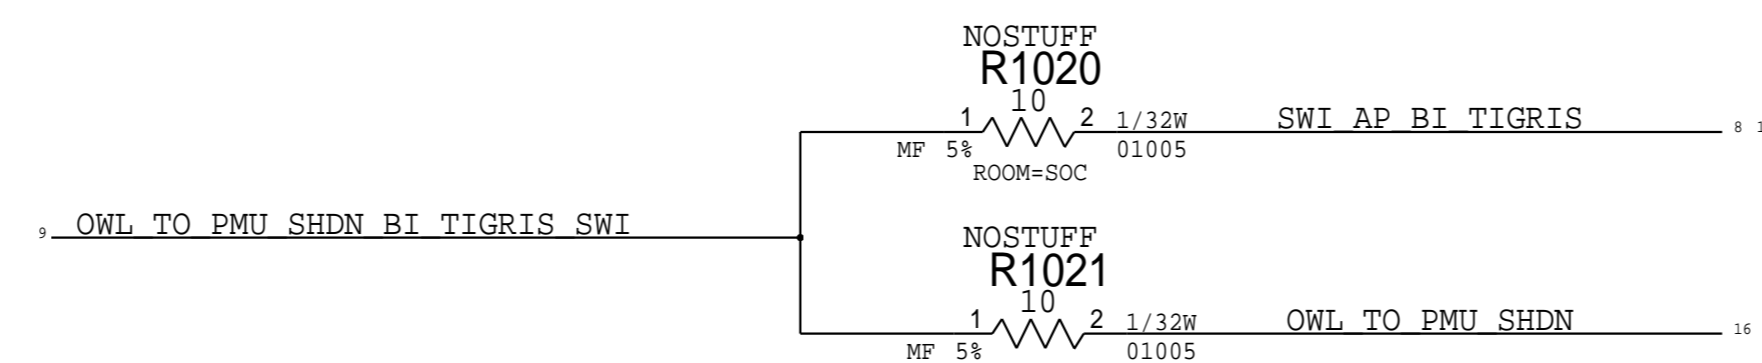 NOSTUFF
R1020
10
1 2 1/32W SWI_AP_BI_TIGRIS 8 1
MF 5% 01005
ROOM=SOC
9 OWL_TO_PMU_SHDN_BI_TIGRIS_SWI
NOSTUFF
R1021
10
1 2 1/32W OWL_TO_PMU_SHDN 16
MF 5% 01005